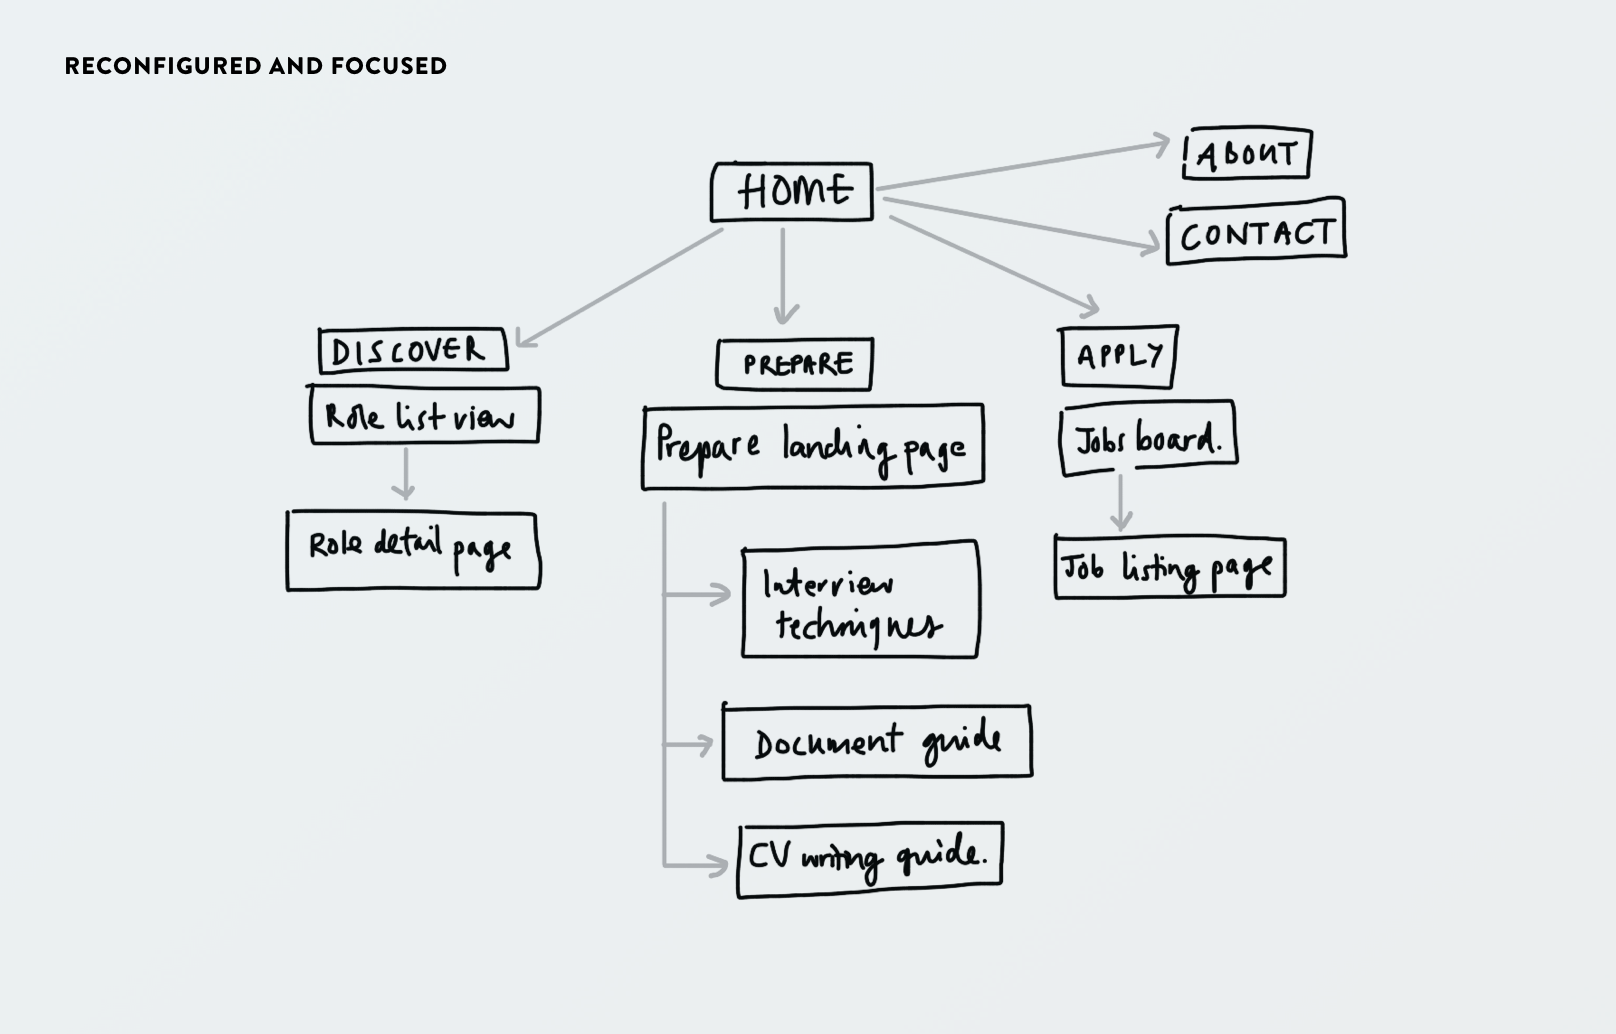 RECONFIGURED AND FOCUSED
HOME
ABOUT
CONTACT
DISCOVER
Role list view
Role detail page
PREPARE
Prepare landing page
Interview
techniques
Document guide
CV writing guide.
APPLY
Jobs board.
Job listing page